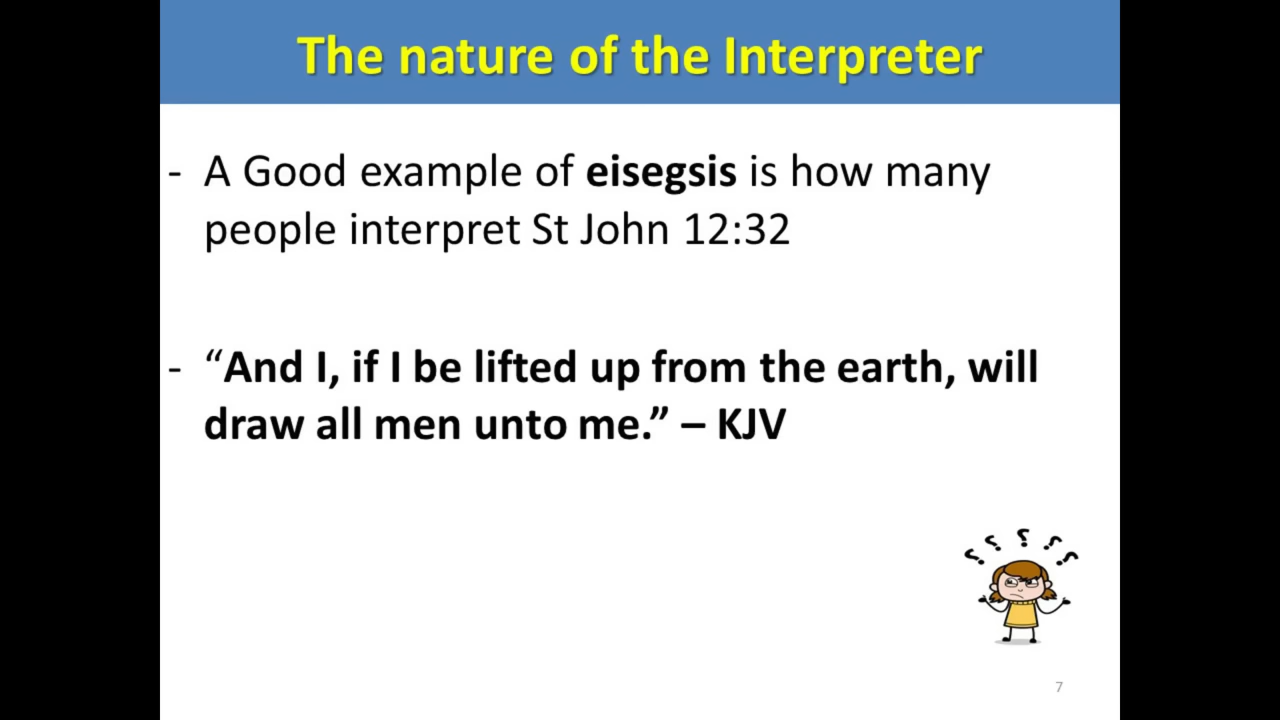 The nature of the Interpreter
- A Good example of eisegsis is how many
people interpret St John 12:32
- “And I, if I be lifted up from the earth, will
draw all men unto me.” – KJV
? ? ? ? ?
7